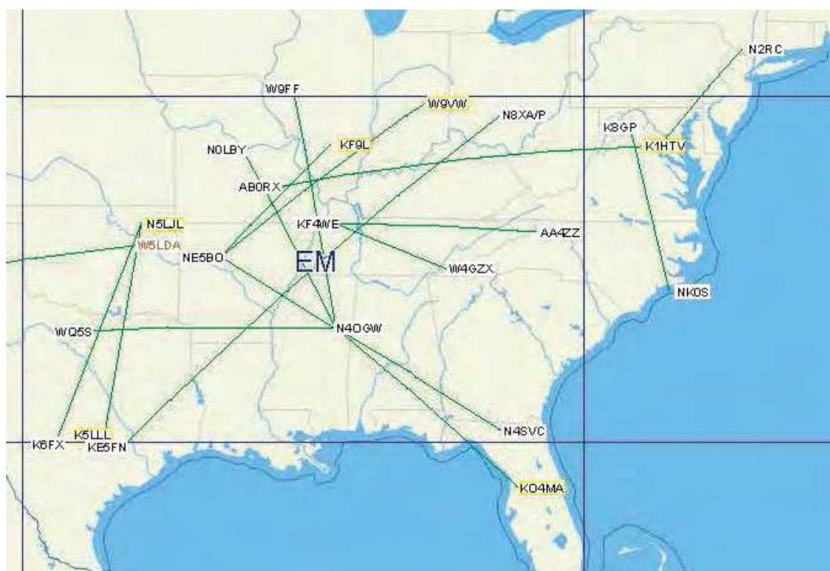 N2RC
W9FF
W9VW
N8XA/P
K8GP
N0LBY
KF9L
K1HTV
AB0RX
N5LJL
KF4WE
AA4ZZ
W5LDA
NE5BO
EM
W4GZX
NK0S
WQ5S
N4OGW
K5LLL
N4SVC
K6FX
KE5FN
KO4MA